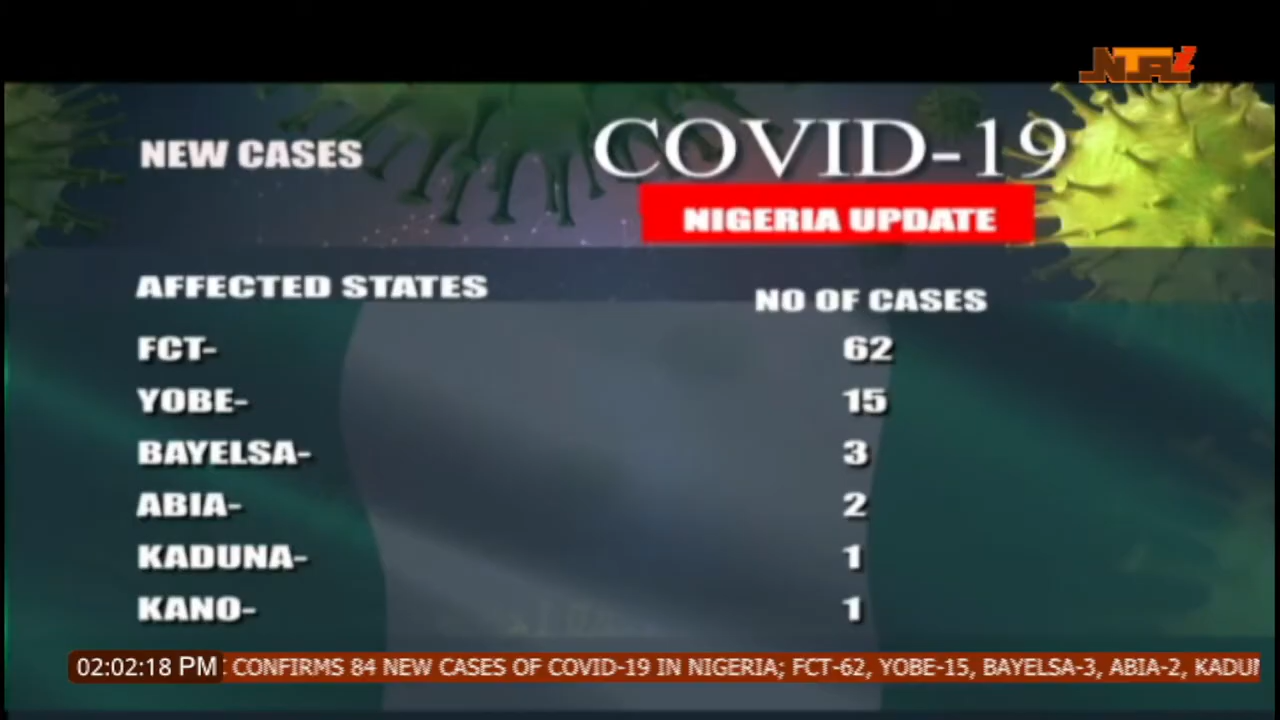 NTA
NEW CASES
COVID-19
NIGERIA UPDATE
AFFECTED STATES
NO OF CASES
FCT- 62
YOBE- 15
BAYELSA- 3
ABIA- 2
KADUNA- 1
KANO- 1
02:02:18 PM CONFIRMS 84 NEW CASES OF COVID-19 IN NIGERIA; FCT-62, YOBE-15, BAYELSA-3, ABIA-2, KADUN